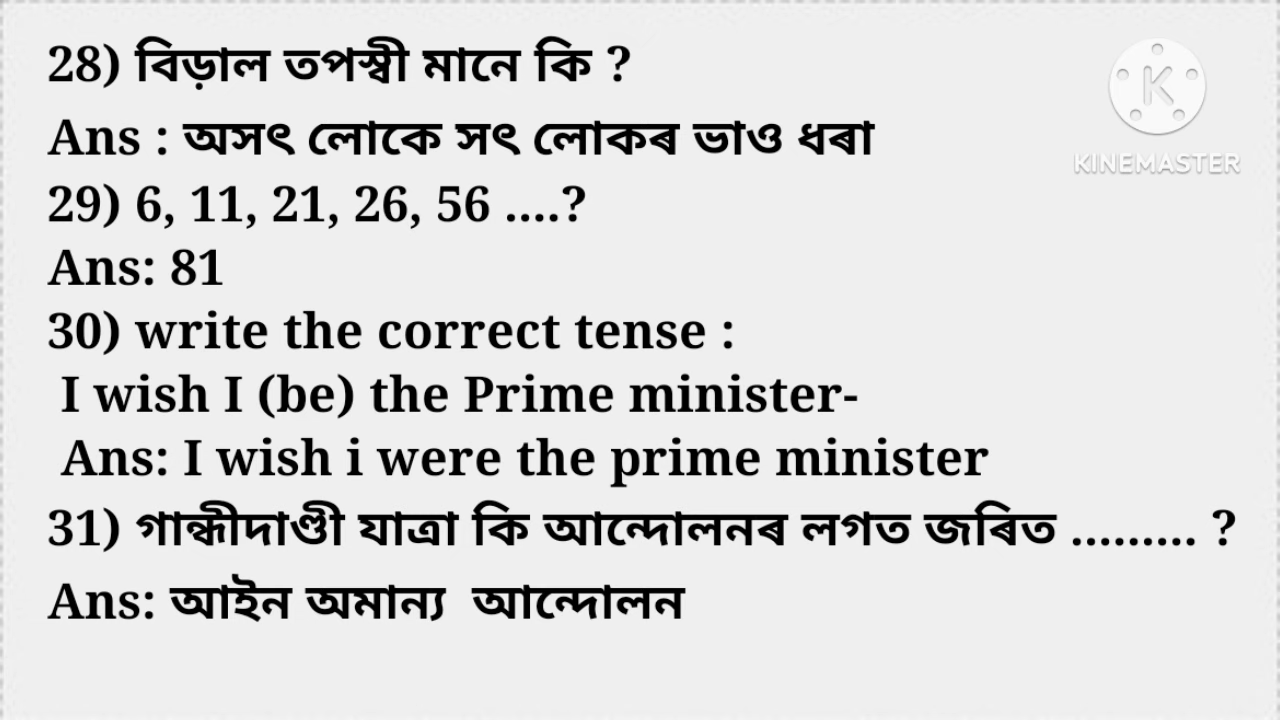 28) বিড়াল তপস্বী মানে কি ?
Ans : অসৎ লোকে সৎ লোকৰ ভাও ধৰা
29) 6, 11, 21, 26, 56 ....?
Ans: 81
30) write the correct tense :
I wish I (be) the Prime minister-
Ans: I wish i were the prime minister
31) গান্ধীদাণ্ডী যাত্ৰা কি আন্দোলনৰ লগত জৰিত ......... ?
Ans: আইন অমান্য আন্দোলন
K
KINEMASTER